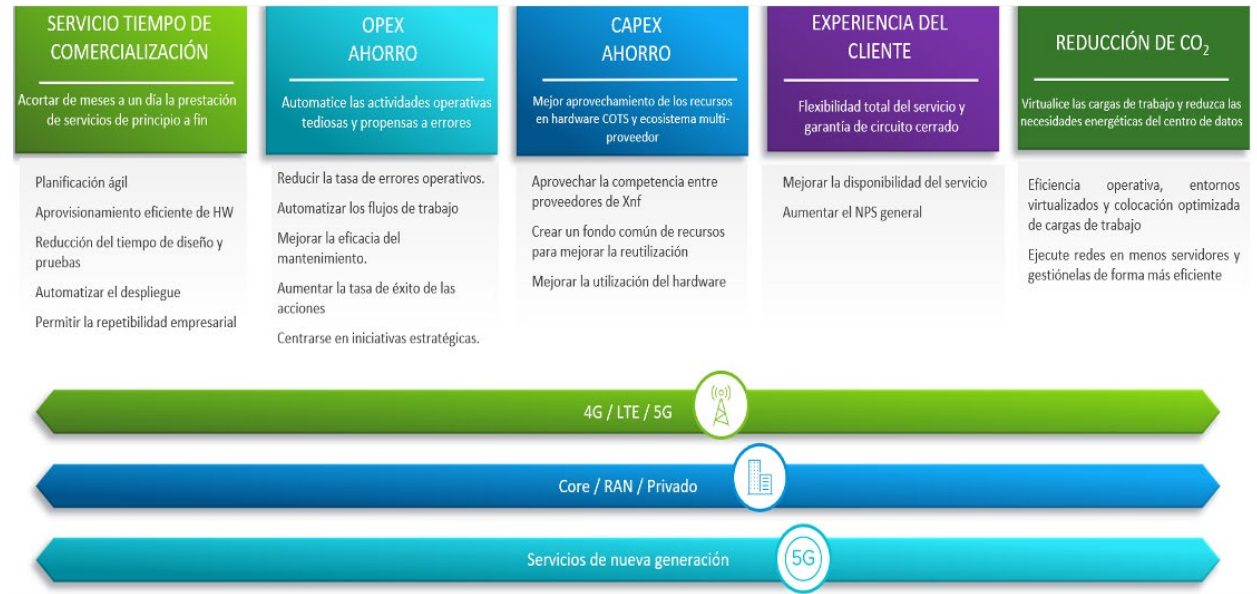 SERVICIO TIEMPO DE
COMERCIALIZACIÓN
Acortar de meses a un día la prestación
de servicios de principio a fin
Planificación ágil
Aprovisionamiento eficiente de HW
Reducción del tiempo de diseño y
pruebas
Automatizar el despliegue
Permitir la repetibilidad empresarial
OPEX
AHORRO
Automatice las actividades operativas
tediosas y propensas a errores
Reducir la tasa de errores operativos.
Automatizar los flujos de trabajo
Mejorar la eficacia del
mantenimiento.
Aumentar la tasa de éxito de las
acciones
Centrarse en iniciativas estratégicas.
CAPEX
AHORRO
Mejor aprovechamiento de los recursos
en hardware COTS y ecosistema multi-
proveedor
Aprovechar la competencia entre
proveedores de Xnf
Crear un fondo común de recursos
para mejorar la reutilización
Mejorar la utilización del hardware
EXPERIENCIA DEL
CLIENTE
Flexibilidad total del servicio y
garantía de circuito cerrado
Mejorar la disponibilidad del servicio
Aumentar el NPS general
REDUCCIÓN DE CO₂
Virtualice las cargas de trabajo y reduzca las
necesidades energéticas del centro de datos
Eficiencia operativa, entornos
virtualizados y colocación optimizada
de cargas de trabajo
Ejecute redes en menos servidores y
gestiónelas de forma más eficiente
4G / LTE / 5G
Core / RAN / Privado
Servicios de nueva generación
5G